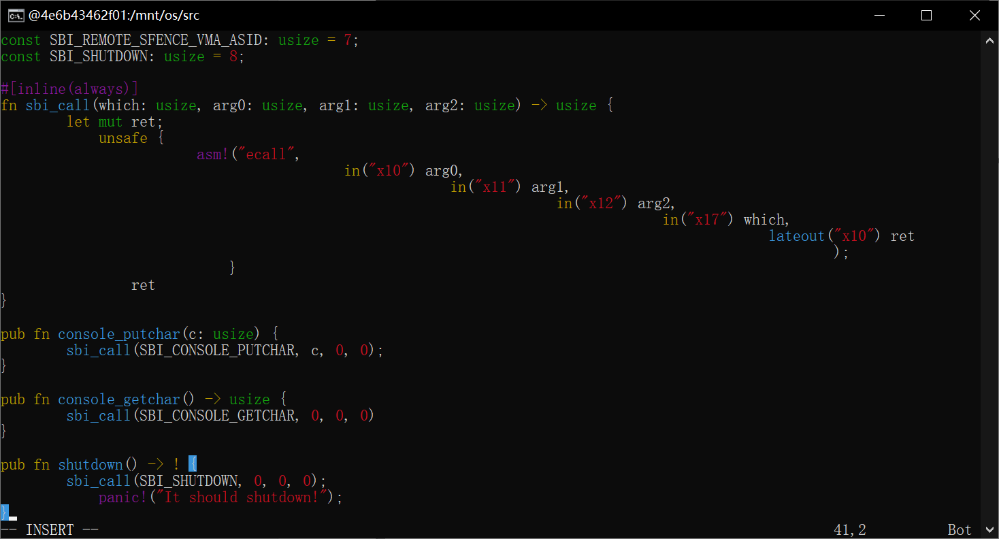 @4e6b43462f01:/mnt/os/src
const SBI_REMOTE_SFENCE_VMA_ASID: usize = 7;
const SBI_SHUTDOWN: usize = 8;
#[inline(always)]
fn sbi_call(which: usize, arg0: usize, arg1: usize, arg2: usize) -> usize {
let mut ret;
unsafe {
asm!("ecall",
in("x10") arg0,
in("x11") arg1,
in("x12") arg2,
in("x17") which,
lateout("x10") ret
);
}
ret
}
pub fn console_putchar(c: usize) {
sbi_call(SBI_CONSOLE_PUTCHAR, c, 0, 0);
}
pub fn console_getchar() -> usize {
sbi_call(SBI_CONSOLE_GETCHAR, 0, 0, 0)
}
pub fn shutdown() -> ! {
sbi_call(SBI_SHUTDOWN, 0, 0, 0);
panic!("It should shutdown!");
}
-- INSERT -- 41,2 Bot